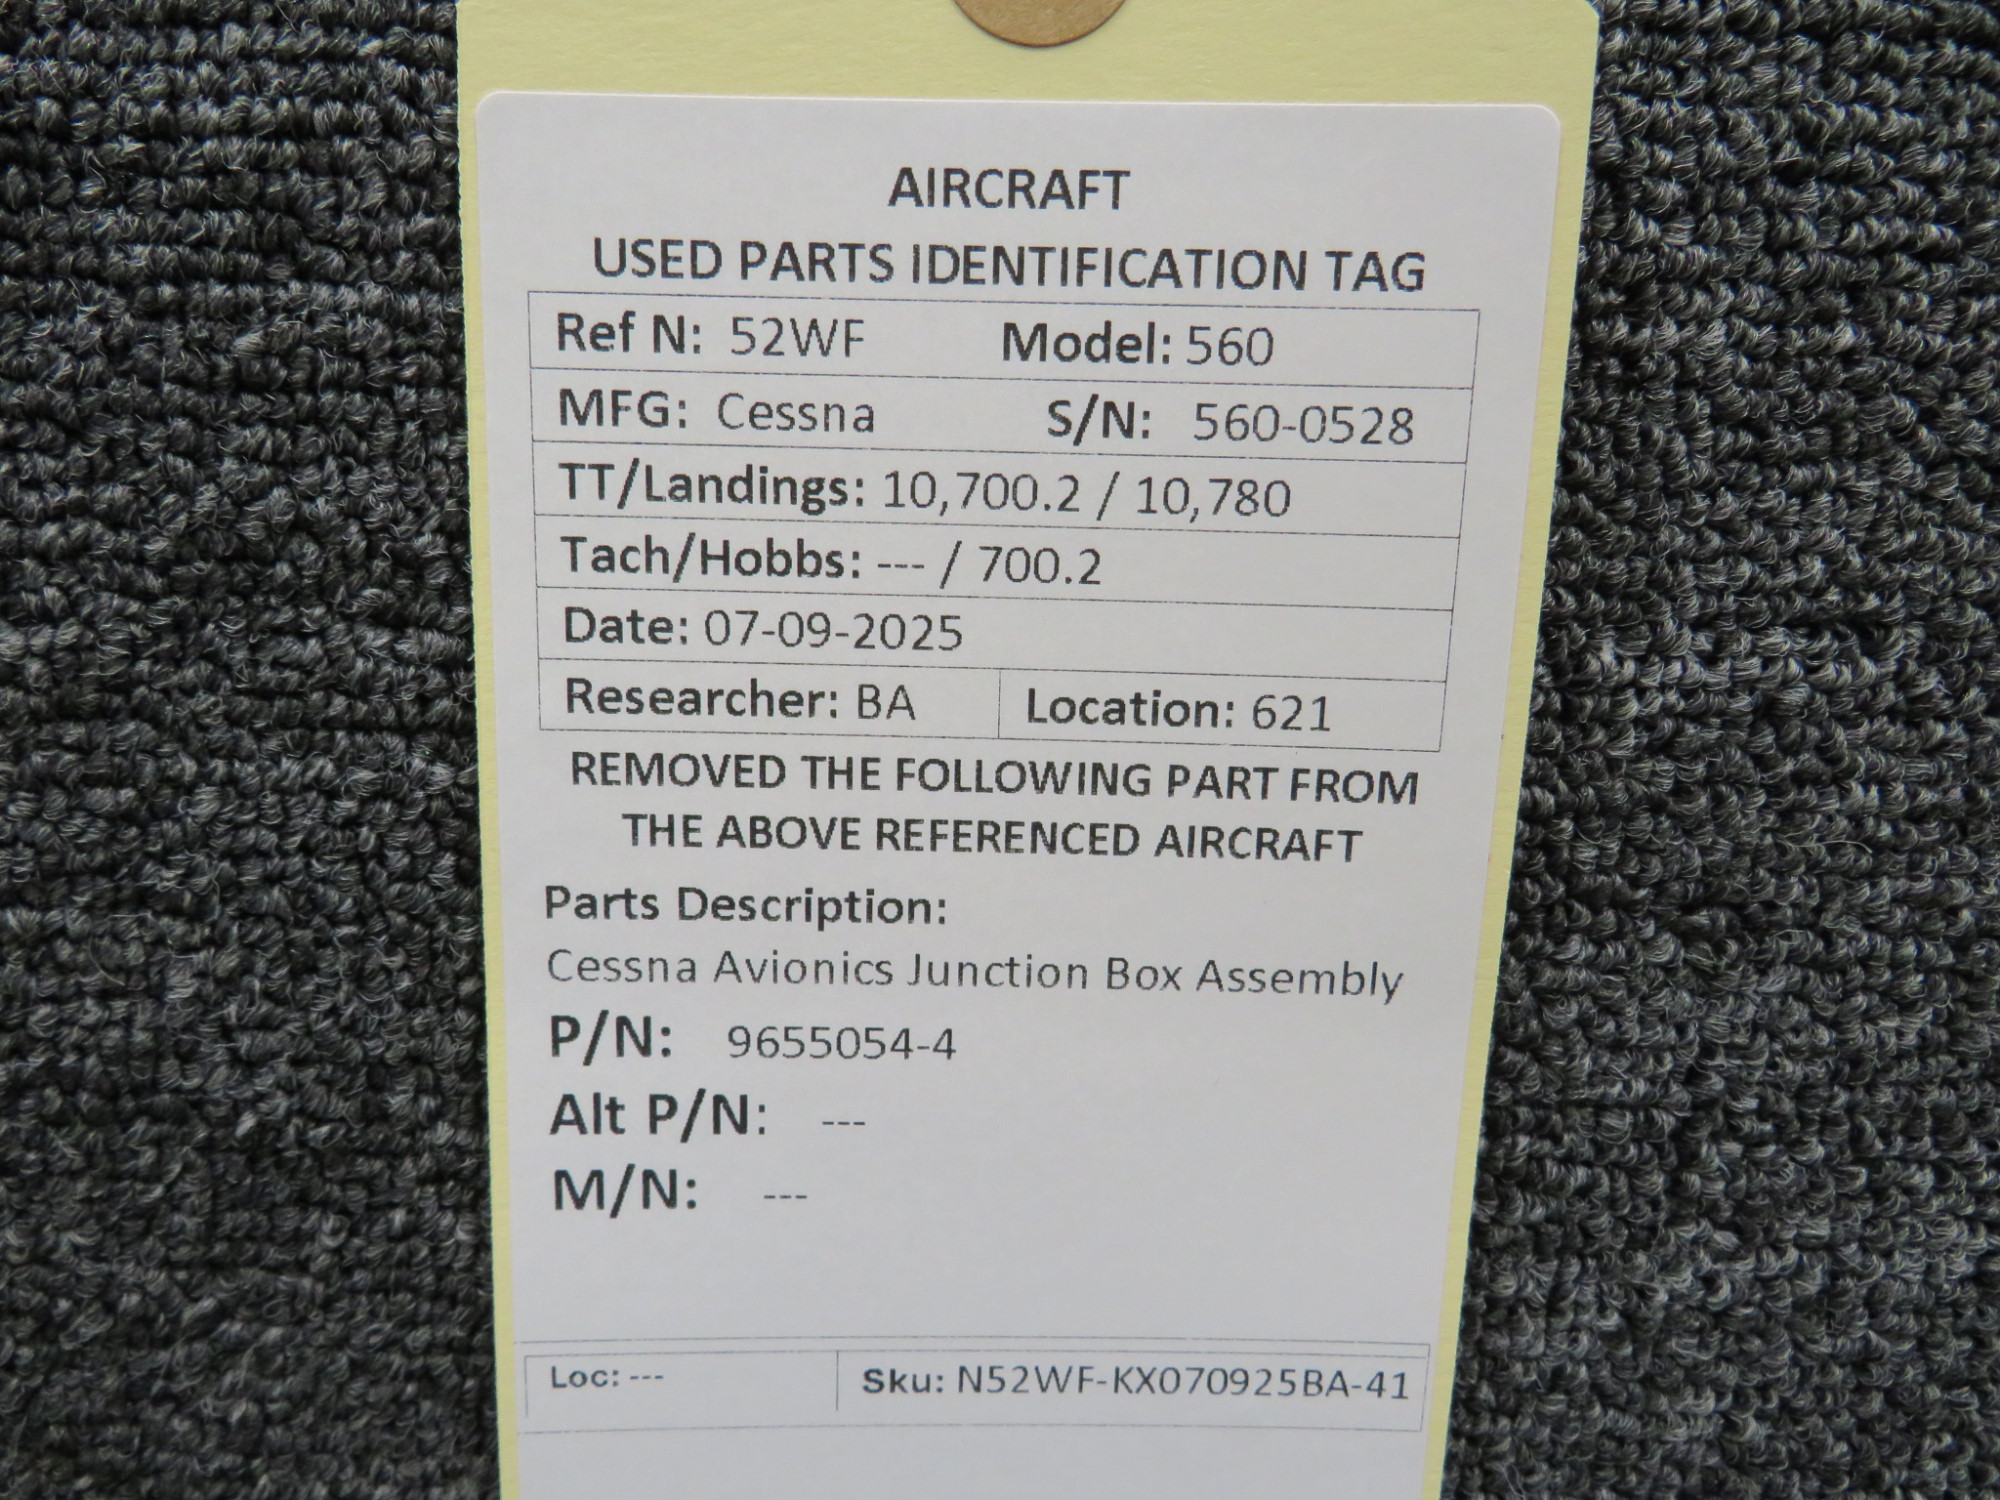 AIRCRAFT
USED PARTS IDENTIFICATION TAG
Ref N: 52WF Model: 560
MFG: Cessna S/N: 560-0528
TT/Landings: 10,700.2 / 10,780
Tach/Hobbs: --- / 700.2
Date: 07-09-2025
Researcher: BA Location: 621
REMOVED THE FOLLOWING PART FROM
THE ABOVE REFERENCED AIRCRAFT
Parts Description:
Cessna Avionics Junction Box Assembly
P/N: 9655054-4
Alt P/N: ---
M/N: ---
Loc: --- Sku: N52WF-KX070925BA-41